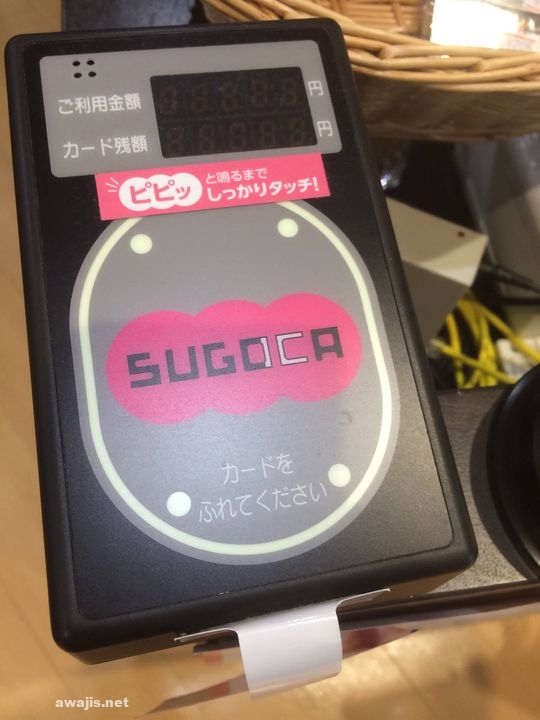 ご利用金額 円
カード残額 円
ピピッ と鳴るまで
しっかりタッチ!
SUGOCA
カードを
ふれてください
awajis.net